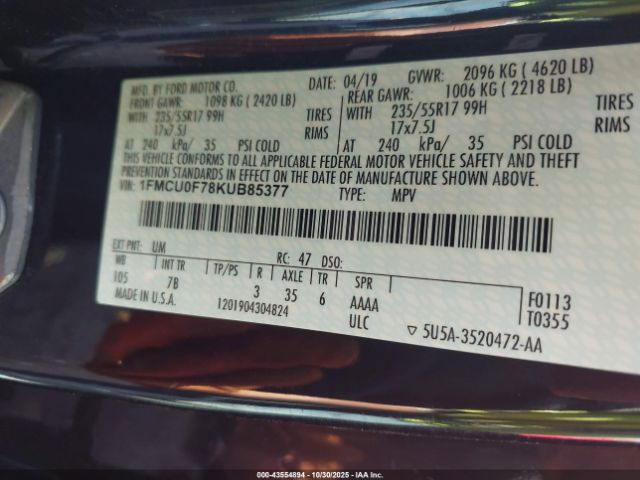 MFD. BY FORD MOTOR CO.
DATE: 04/19 GVWR: 2096 KG ( 4620 LB)
FRONT GAWR: 1098 KG ( 2420 LB) REAR GAWR: 1006 KG ( 2218 LB)
WITH 235/55R17 99H TIRES WITH 235/55R17 99H TIRES
17x7.5J RIMS 17x7.5J RIMS
AT 240 kPa/ 35 PSI COLD AT 240 kPa/ 35 PSI COLD
THIS VEHICLE CONFORMS TO ALL APPLICABLE FEDERAL MOTOR VEHICLE SAFETY AND THEFT
PREVENTION STANDARDS IN EFFECT ON THE DATE OF MANUFACTURE SHOWN ABOVE.
VIN: 1FMCU0F78KUB85377 TYPE: MPV
EXT PNT: UM RC: 47 DSO:
WB INT TR TP/PS R AXLE TR SPR
105 7B 3 35 6 AAAA F0113
MADE IN U.S.A. 1201904304824 ULC T0355
▽ 5U5A-3520472-AA
000-43554894 - 10/30/2025 - IAA, Inc.